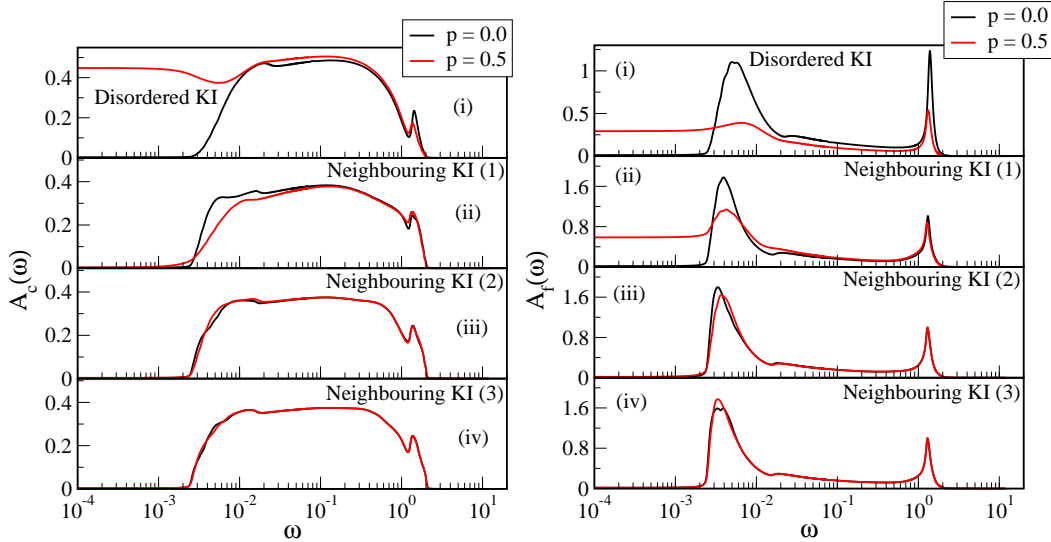 p = 0.0
p = 0.5
0.4
0.2
0
Disordered KI
(i)
Neighbouring KI (1)
0.4
0.2
0
(ii)
Neighbouring KI (2)
0.4
0.2
0
(iii)
Neighbouring KI (3)
0.4
0.2
0
(iv)
A_c(ω)
10^-4 10^-3 10^-2 10^-1 10^0 10^1
ω
p = 0.0
p = 0.5
1
0.75
0.5
0.25
0
(i)
Disordered KI
Neighbouring KI (1)
1.6
0.8
0
(ii)
Neighbouring KI (2)
1.6
0.8
0
(iii)
Neighbouring KI (3)
1.6
0.8
0
(iv)
A_f(ω)
10^-4 10^-3 10^-2 10^-1 10^0 10^1
ω